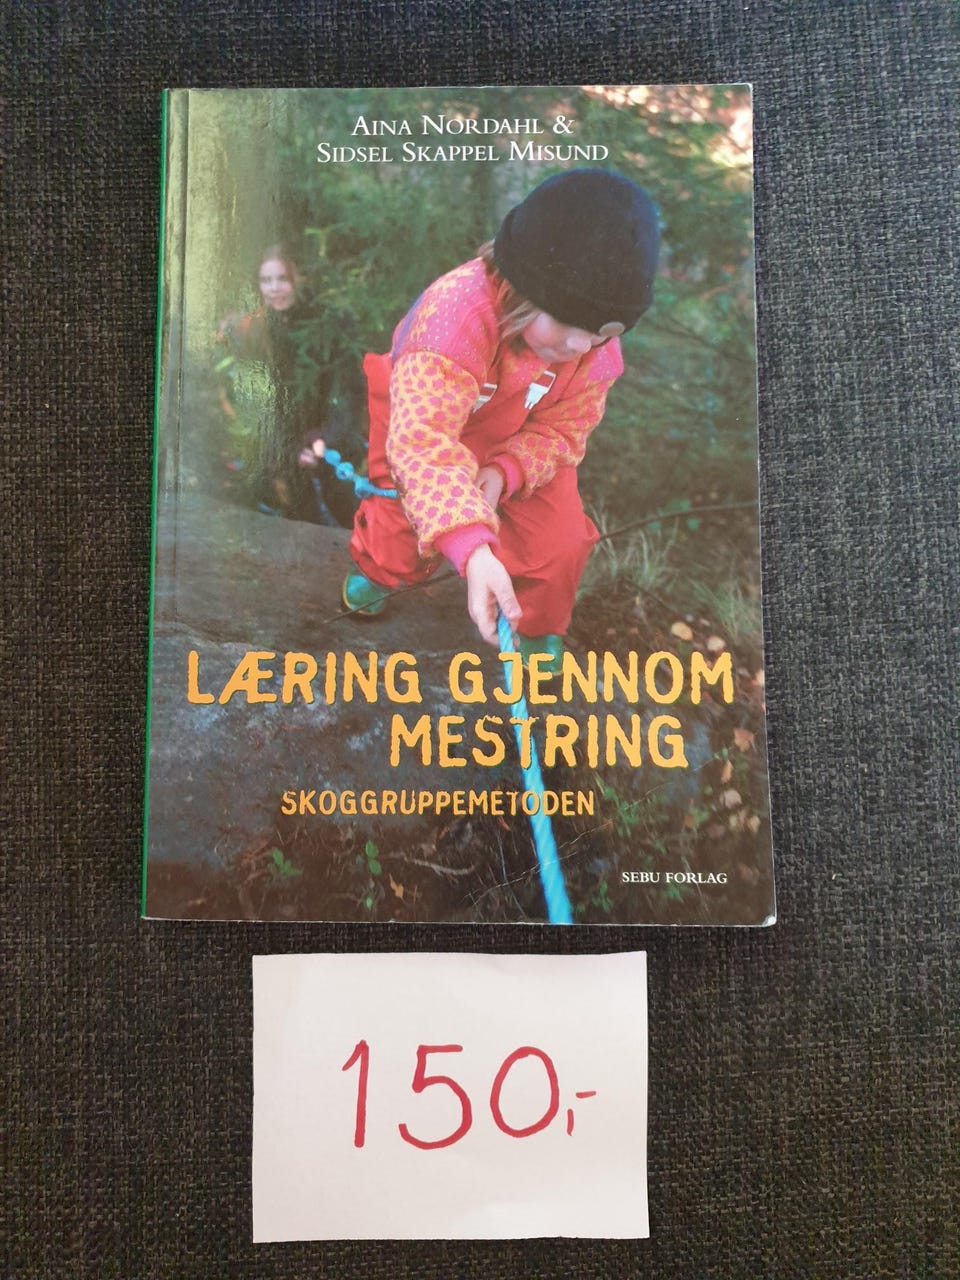 AINA NORDAHL &
SIDSEL SKAPPEL MISUND
LÆRING GJENNOM
MESTRING
SKOGGRUPPEMETODEN
SEBU FORLAG
150,-